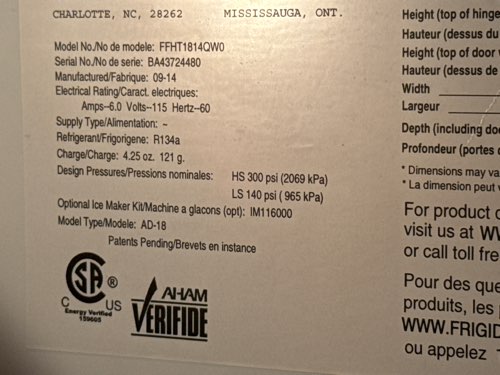 CHARLOTTE, NC, 28262 MISSISSAUGA, ONT.
Model No./No de modele: FFHT1814QW0
Serial No./No de serie: BA43724480
Manufactured/Fabrique: 09-14
Electrical Rating/Caract. electriques:
Amps--6.0 Volts--115 Hertz--60
Supply Type/Alimentation: ~
Refrigerant/Frigorigene: R134a
Charge/Charge: 4.25 oz. 121 g.
Design Pressures/Pressions nominales: HS 300 psi (2069 kPa)
LS 140 psi ( 965 kPa)
Optional Ice Maker Kit/Machine a glacons (opt): IM116000
Model Type/Modele: AD-18
Patents Pending/Brevets en instance
CSA ®
C US
Energy Verified
159665
AHAM
VERIFIDE
Height (top of hinge
Hauteur (dessus du
Height (top of door
Hauteur (dessus de
Width
Largeur
Depth (including do
Profondeur (portes
* Dimensions may va
* La dimension peut
For product
visit us at WW
or call toll fre
Pour des que
produits, les
WWW.FRIGID
ou appelez